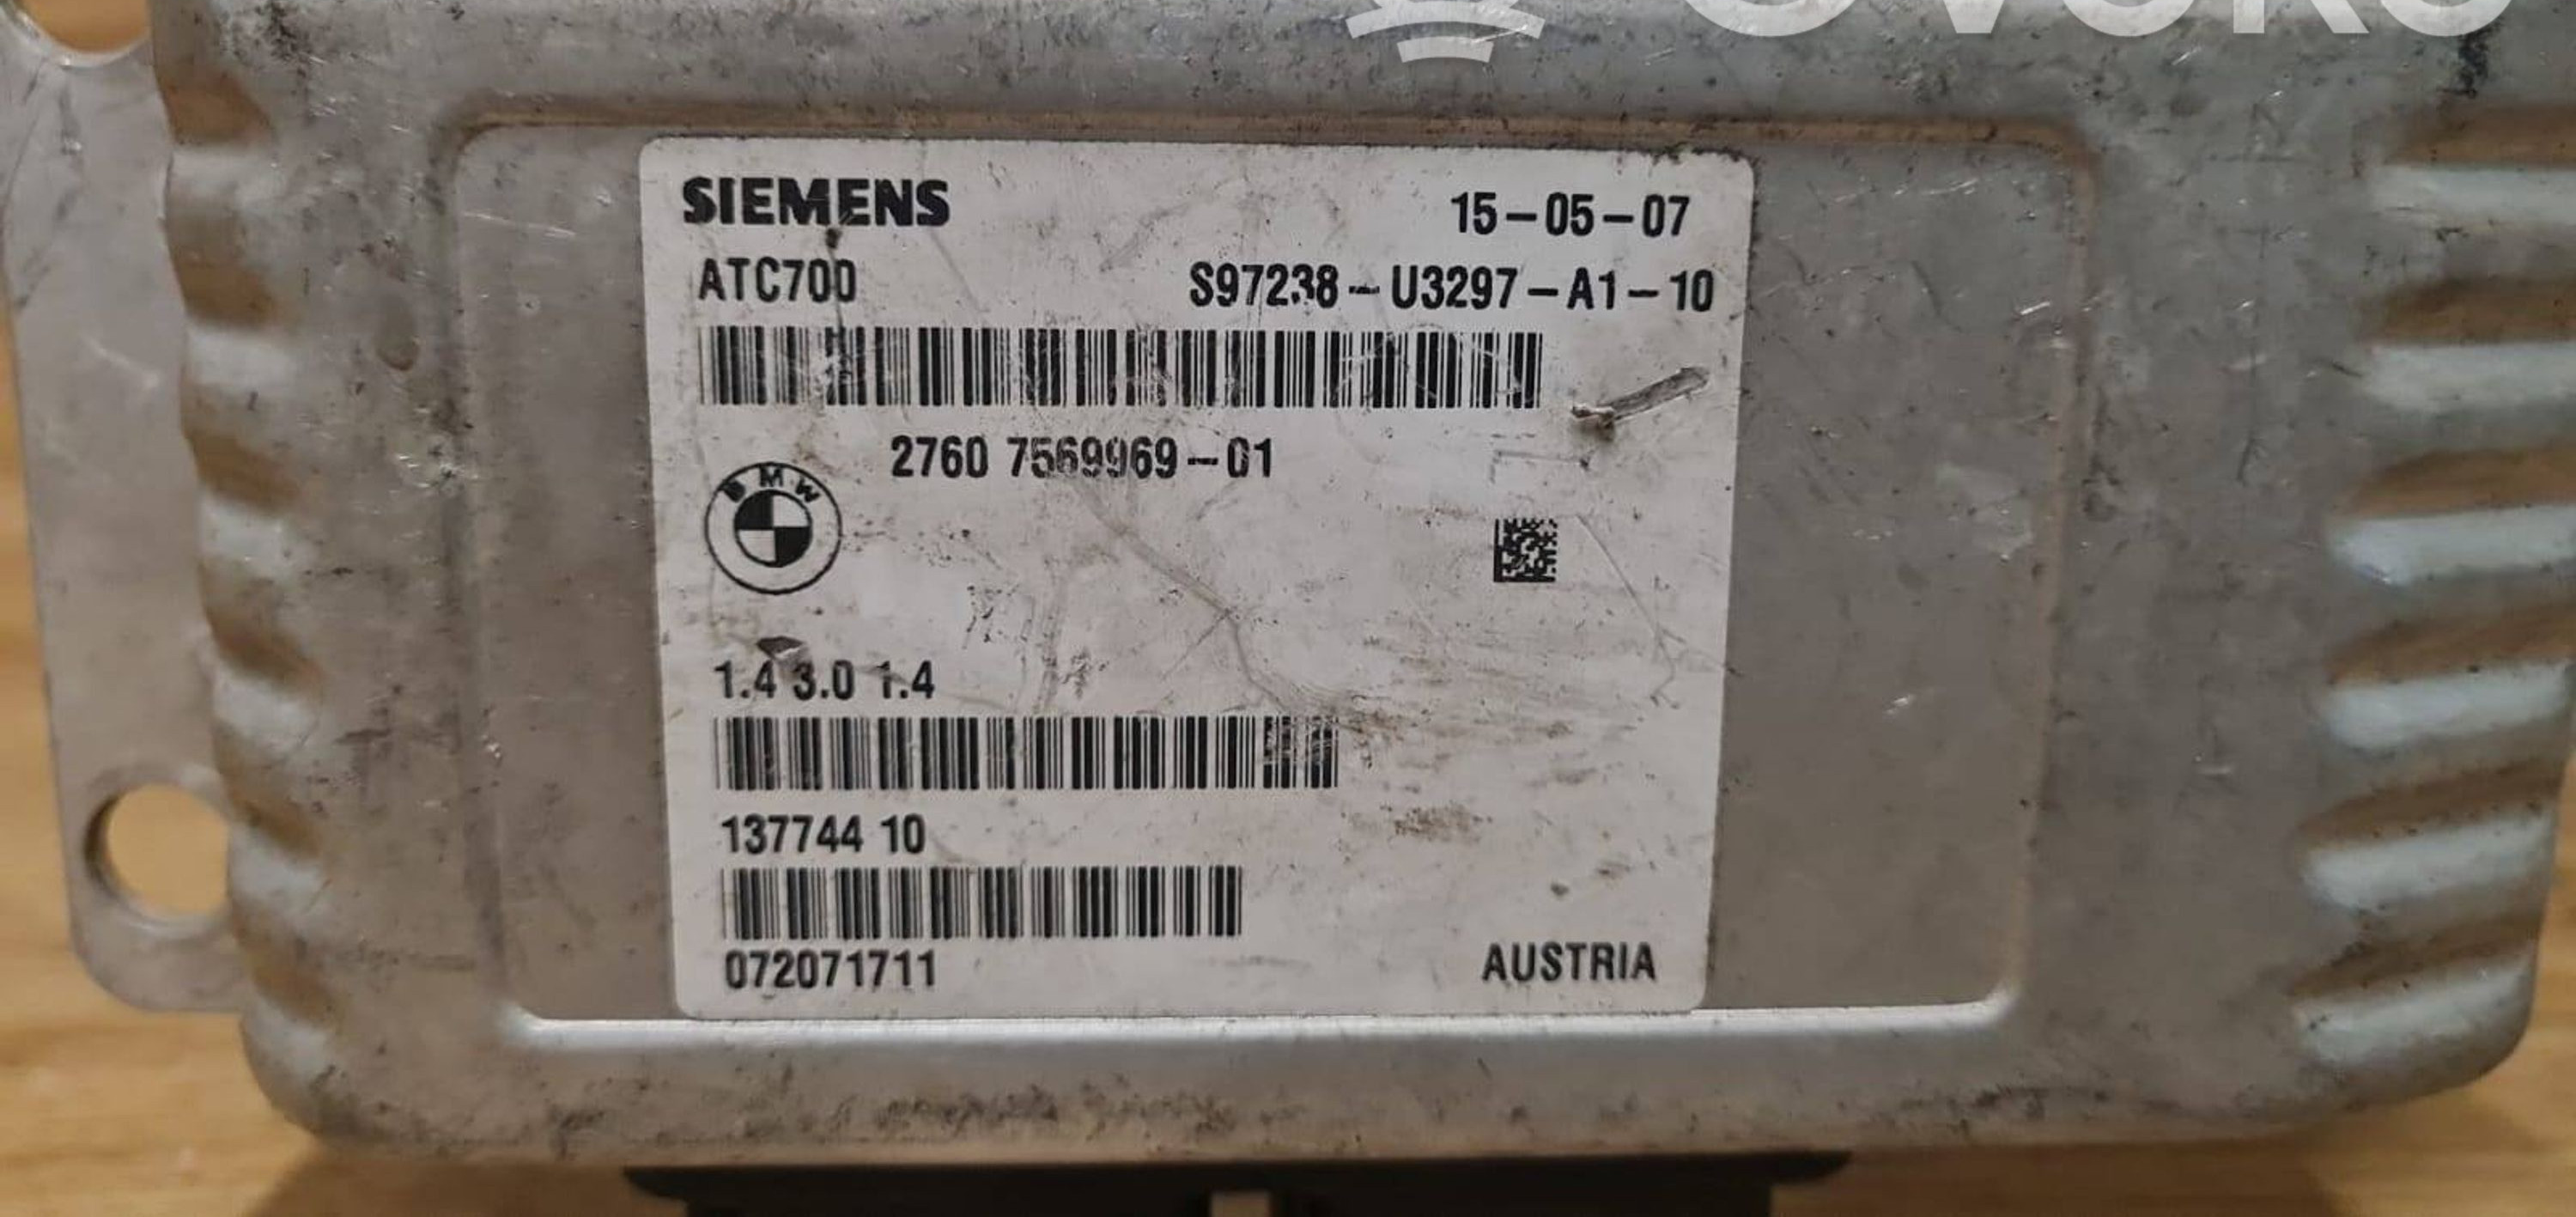 SIEMENS 15-05-07
ATC700 S97238-U3297-A1-10
2760 7569969-01
BMW
1.4 3.0 1.4
137744 10
072071711 AUSTRIA